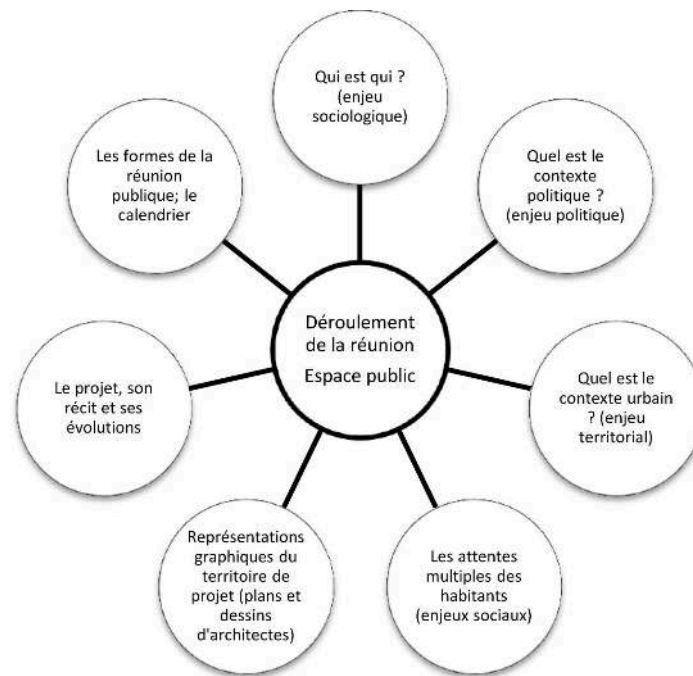 Qui est qui ?
(enjeu
sociologique)
Quel est le
contexte
politique ?
(enjeu politique)
Quel est le
contexte urbain
? (enjeu
territorial)
Les attentes
multiples des
habitants
(enjeux sociaux)
Représentations
graphiques du
territoire de
projet (plans et
dessins
d'architectes)
Le projet, son
récit et ses
évolutions
Les formes de la
réunion
publique; le
calendrier
Déroulement
de la réunion
Espace public